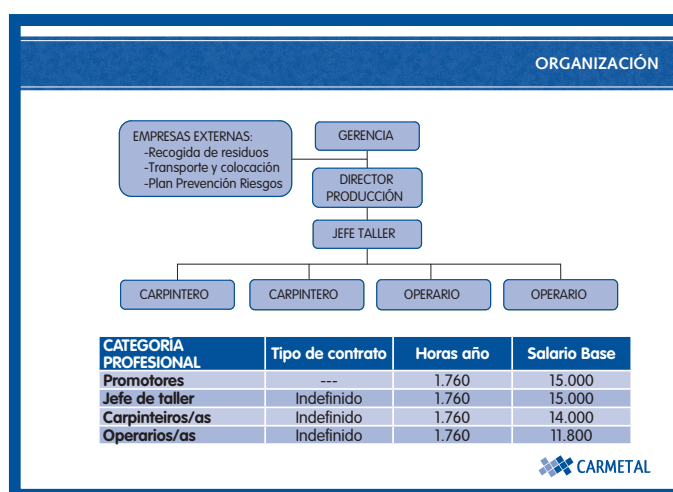 ORGANIZACIÓN
EMPRESAS EXTERNAS:
-Recogida de residuos
-Transporte y colocación
-Plan Prevención Riesgos
GERENCIA
DIRECTOR
PRODUCCIÓN
JEFE TALLER
CARPINTERO
CARPINTERO
OPERARIO
OPERARIO
CATEGORÍA
PROFESIONAL
Tipo de contrato
Horas año
Salario Base
Promotores --- 1.760 15.000
Jefe de taller Indefinido 1.760 15.000
Carpinteiros/as Indefinido 1.760 14.000
Operarios/as Indefinido 1.760 11.800
CARMETAL